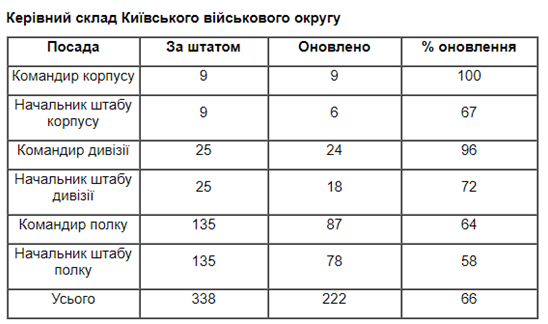 Керівний склад Київського військового округу
Посада За штатом Оновлено % оновлення
Командир корпусу 9 9 100
Начальник штабу
корпусу 9 6 67
Командир дивізії 25 24 96
Начальник штабу
дивізії 25 18 72
Командир полку 135 87 64
Начальник штабу
полку 135 78 58
Усього 338 222 66